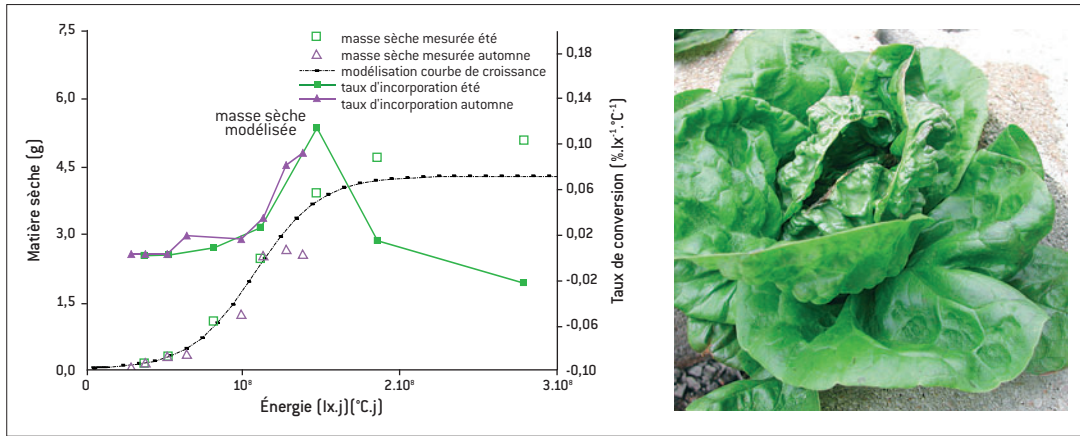 7,5
6,0
4,5
3,0
1,5
0,0
Matière sèche (g)
masse sèche mesurée été
masse sèche mesurée automne
modélisation courbe de croissance
taux d'incorporation été
taux d'incorporation automne
masse sèche
modélisée
0,18
0,14
0,10
0,06
0,02
-0,02
-0,06
-0,10
Taux de conversion (%.lx⁻¹.°C⁻¹)
0
10⁸
2.10⁸
3.10⁸
Énergie (lx.j)(°C.j)